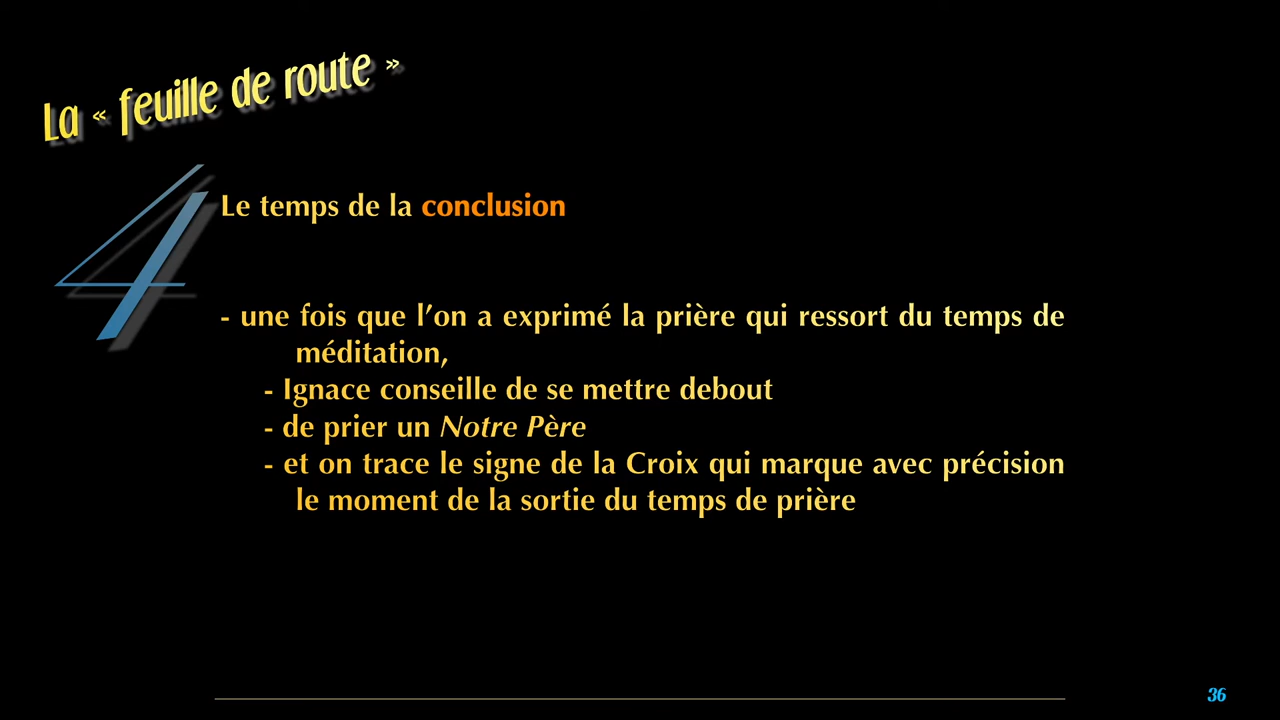 La « feuille de route »
4
Le temps de la conclusion
- une fois que l’on a exprimé la prière qui ressort du temps de
méditation,
- Ignace conseille de se mettre debout
- de prier un Notre Père
- et on trace le signe de la Croix qui marque avec précision
le moment de la sortie du temps de prière
36